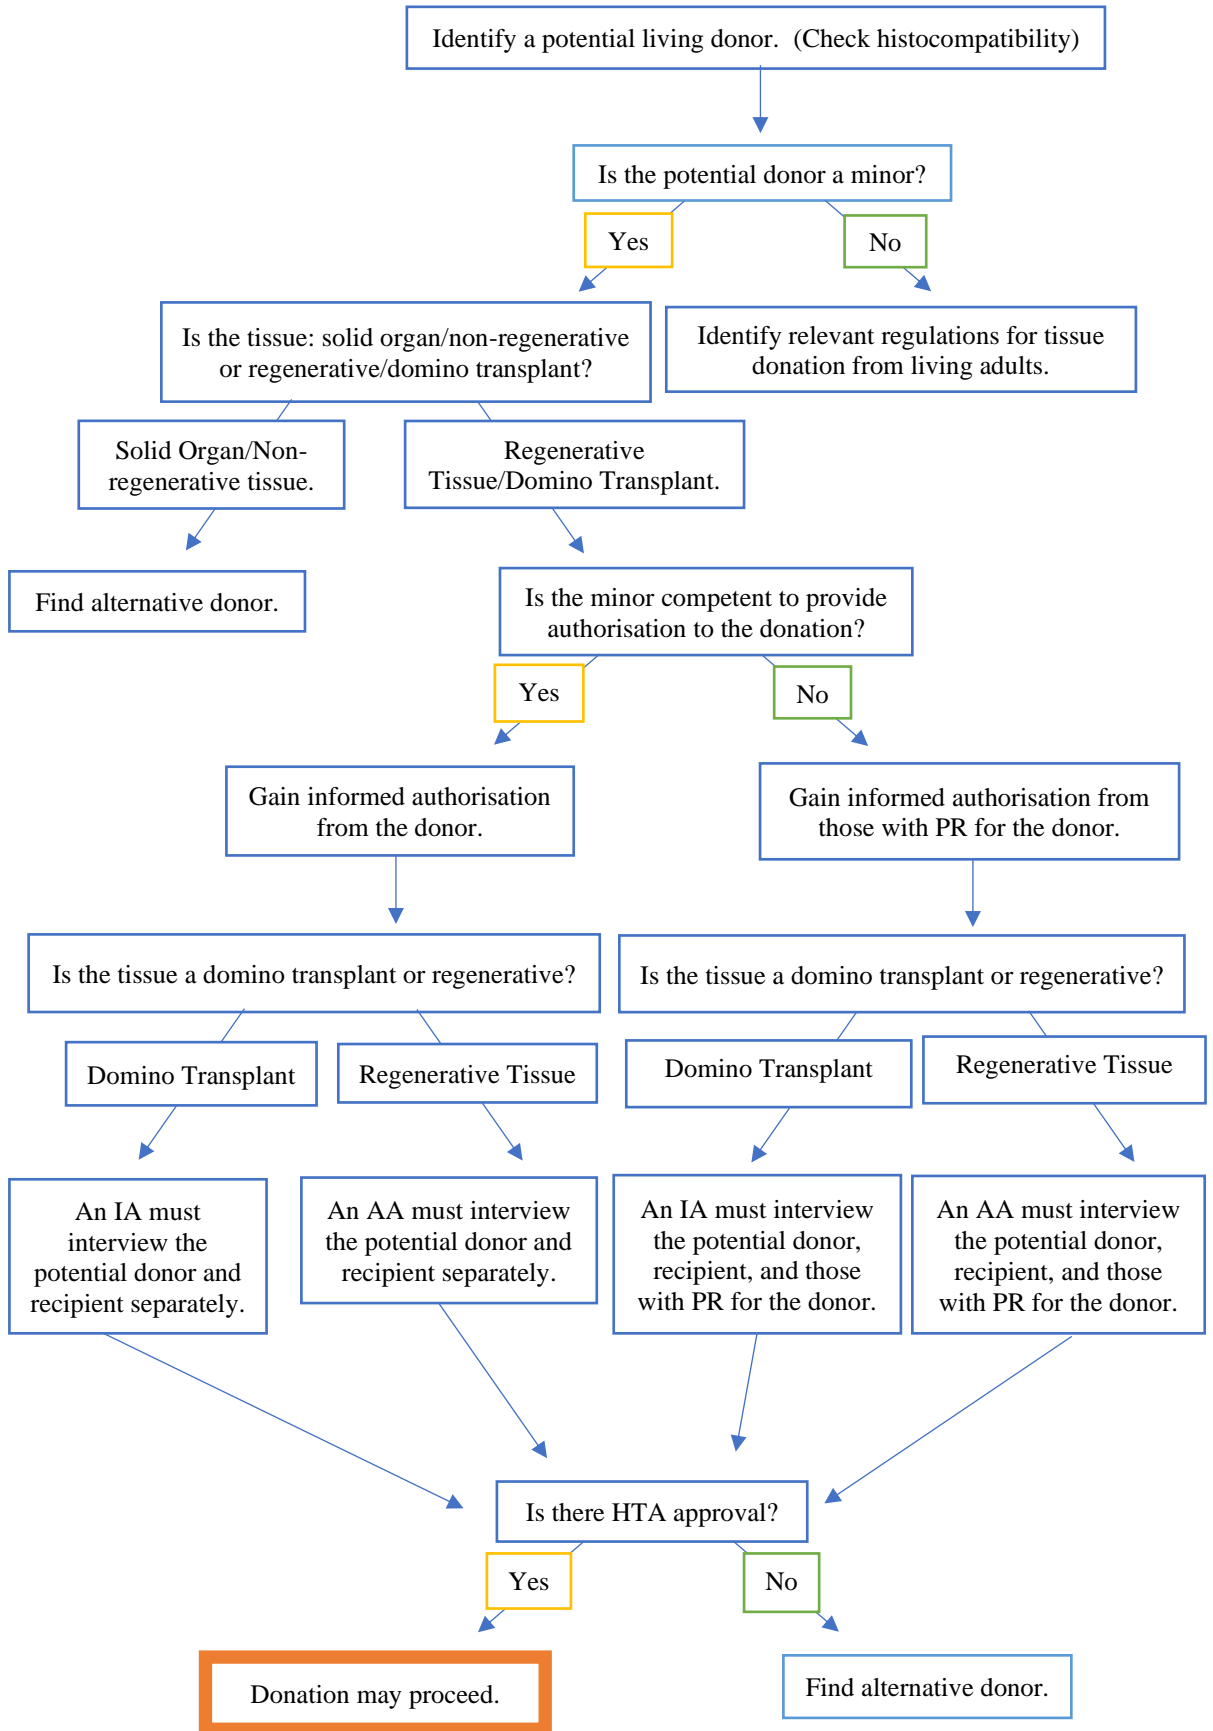 Identify a potential living donor.  (Check histocompatibility)
Is the potential donor a minor?
Yes
No
Is the tissue: solid organ/non-regenerative
or regenerative/domino transplant?
Identify relevant regulations for tissue
donation from living adults.
Solid Organ/Non-
regenerative tissue.
Regenerative
Tissue/Domino Transplant.
Find alternative donor.
Is the minor competent to provide
authorisation to the donation?
Yes
No
Gain informed authorisation
from the donor.
Gain informed authorisation from
those with PR for the donor.
Is the tissue a domino transplant or regenerative?
Is the tissue a domino transplant or regenerative?
Domino Transplant
Regenerative Tissue
Domino Transplant
Regenerative Tissue
An IA must
interview the
potential donor and
recipient separately.
An AA must interview
the potential donor and
recipient separately.
An IA must interview
the potential donor,
recipient, and those
with PR for the donor.
An AA must interview
the potential donor,
recipient, and those
with PR for the donor.
Is there HTA approval?
Yes
No
Donation may proceed.
Find alternative donor.